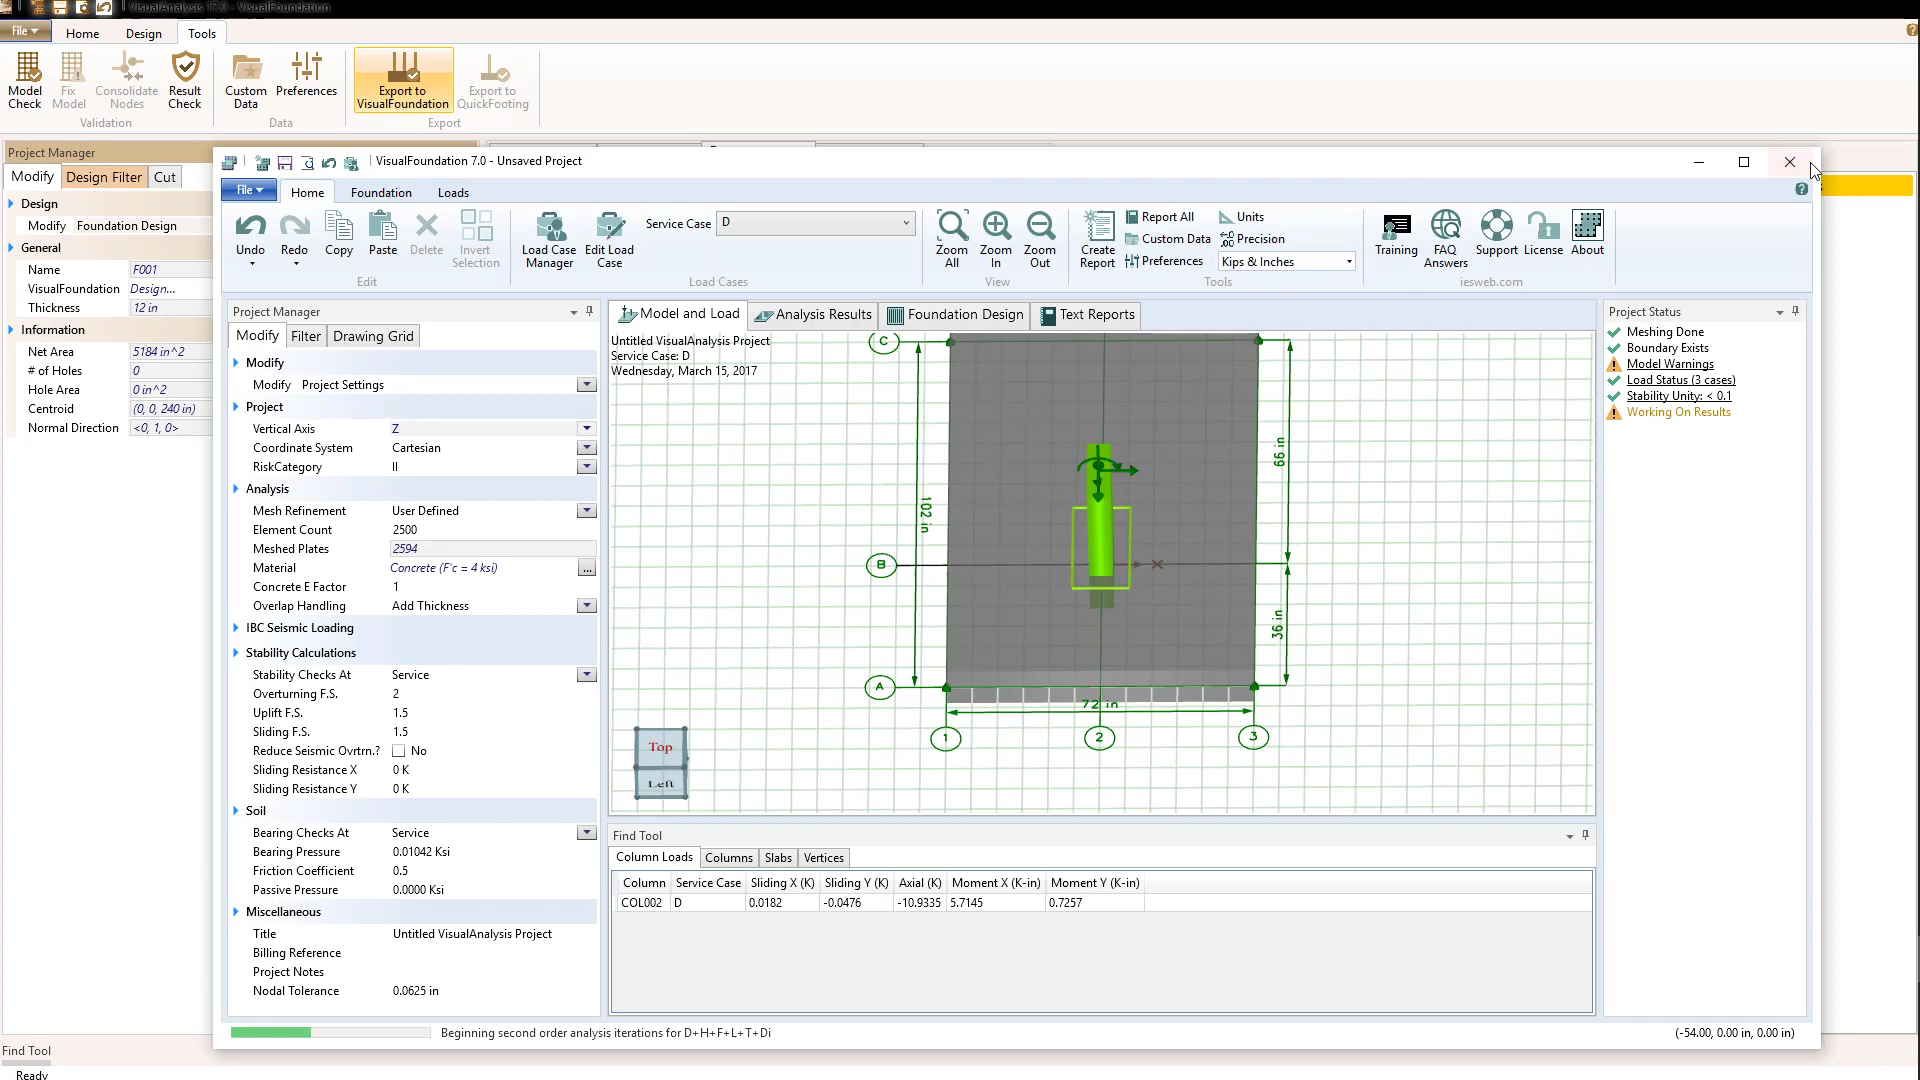 VisualAnalysis 17.0 - VisualFoundation
File
Home
Design
Tools
Model Check
Fix Model
Consolidate Nodes
Result Check
Custom Data
Preferences
Export to VisualFoundation
Export to QuickFooting
Validation
Data
Export
Project Manager
Modify
Design Filter
Cut
Design
Modify Foundation Design
General
Name F001
VisualFoundation Design...
Thickness 12 in
Information
Net Area 5184 in^2
# of Holes 0
Hole Area 0 in^2
Centroid (0, 0, 240 in)
Normal Direction <0, 1, 0>
Find Tool
Ready
VisualFoundation 7.0 - Unsaved Project
File
Home
Foundation
Loads
Undo
Redo
Copy
Paste
Delete
Invert Selection
Edit
Load Case Manager
Edit Load Case
Service Case D
Load Cases
Zoom All
Zoom In
Zoom Out
View
Create Report
Report All
Custom Data
Preferences
Units
Precision
Kips & Inches
Tools
Training
FAQ Answers
Support
License
About
iesweb.com
Project Manager
Modify
Filter
Drawing Grid
Modify
Modify Project Settings
Project
Vertical Axis Z
Coordinate System Cartesian
RiskCategory II
Analysis
Mesh Refinement User Defined
Element Count 2500
Meshed Plates 2594
Material Concrete (F'c = 4 ksi) ...
Concrete E Factor 1
Overlap Handling Add Thickness
IBC Seismic Loading
Stability Calculations
Stability Checks At Service
Overturning F.S. 2
Uplift F.S. 1.5
Sliding F.S. 1.5
Reduce Seismic Ovrtrn.? No
Sliding Resistance X 0 K
Sliding Resistance Y 0 K
Soil
Bearing Checks At Service
Bearing Pressure 0.01042 Ksi
Friction Coefficient 0.5
Passive Pressure 0.0000 Ksi
Miscellaneous
Title Untitled VisualAnalysis Project
Billing Reference
Project Notes
Nodal Tolerance 0.0625 in
Model and Load
Analysis Results
Foundation Design
Text Reports
Untitled VisualAnalysis Project
Service Case: D
Wednesday, March 15, 2017
C
B
A
102 in
66 in
36 in
72 in
1
2
3
Top
Left
Find Tool
Column Loads
Columns
Slabs
Vertices
Column Service Case Sliding X (K) Sliding Y (K) Axial (K) Moment X (K-in) Moment Y (K-in)
COL002 D 0.0182 -0.0476 -10.9335 5.7145 0.7257
Project Status
Meshing Done
Boundary Exists
Model Warnings
Load Status (3 cases)
Stability Unity: < 0.1
Working On Results
Beginning second order analysis iterations for D+H+F+L+T+Di
(-54.00, 0.00 in, 0.00 in)